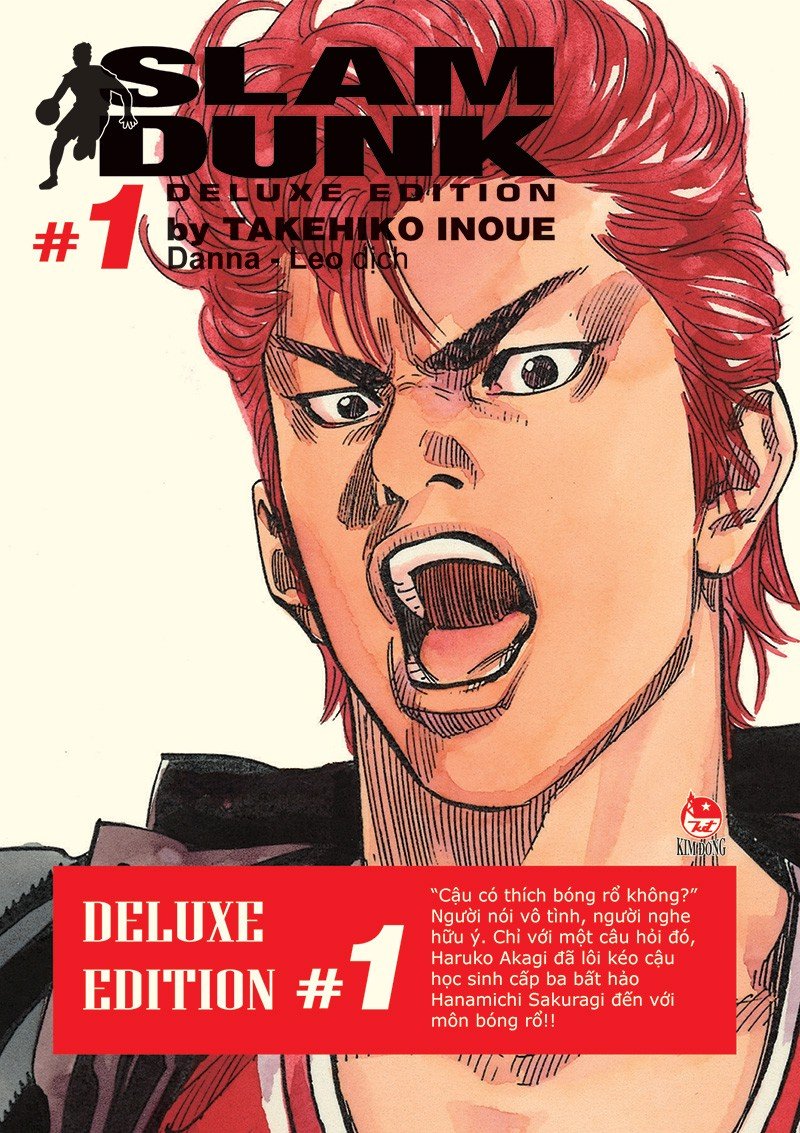 SLAM
DUNK
DELUXE EDITION
#1
by TAKEHIKO INOUE
Danna - Leo dịch
KIM ĐỒNG
DELUXE
EDITION #1
“Cậu có thích bóng rổ không?”
Người nói vô tình, người nghe
hữu ý. Chỉ với một câu hỏi đó,
Haruko Akagi đã lôi kéo cậu
học sinh cấp ba bất hảo
Hanamichi Sakuragi đến với
môn bóng rổ!!